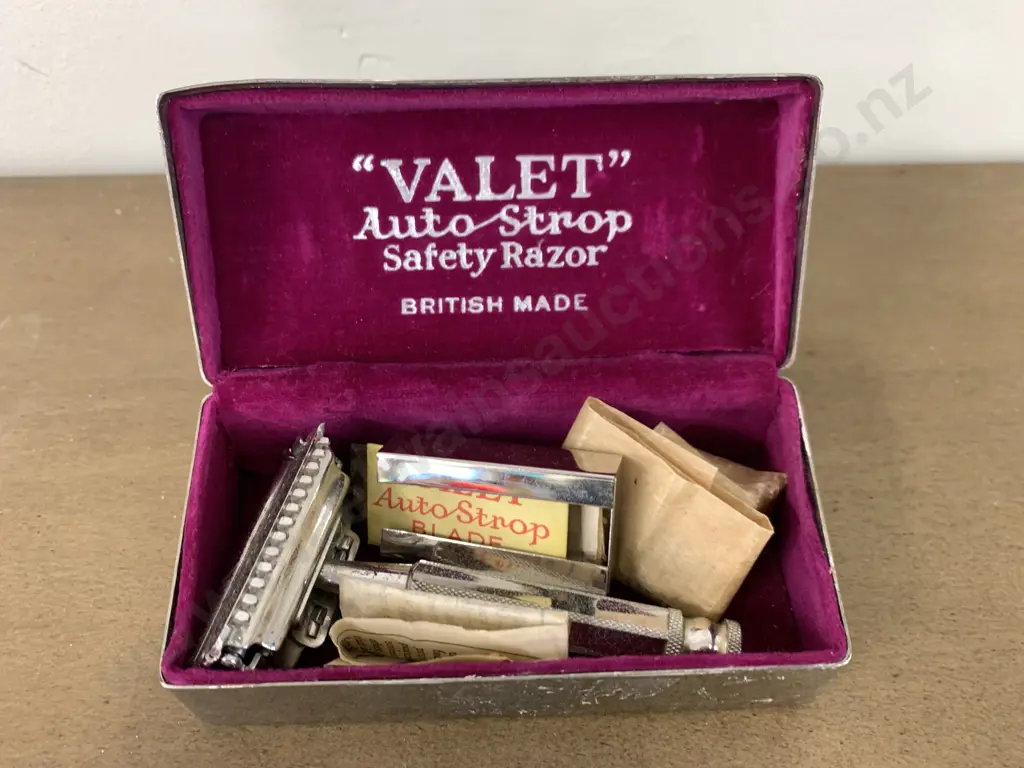 "VALET"
Auto Strop
Safety Razor
BRITISH MADE
Auto Strop
BLADE